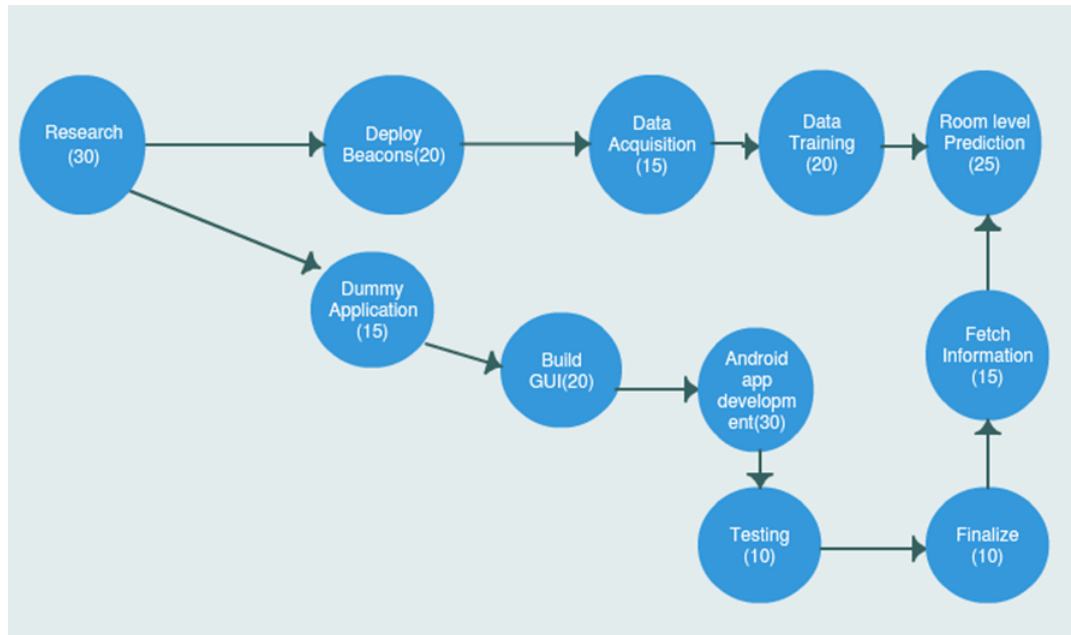 Research
(30)
Deploy
Beacons(20)
Data
Acquisition
(15)
Data
Training
(20)
Room level
Prediction
(25)
Dummy
Application
(15)
Build
GUI(20)
Android
app
developm
ent(30)
Fetch
Information
(15)
Testing
(10)
Finalize
(10)